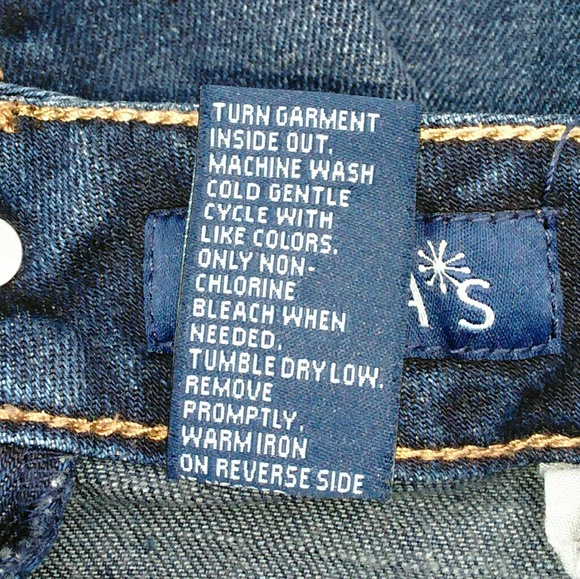 TURN GARMENT
INSIDE OUT.
MACHINE WASH
COLD GENTLE
CYCLE WITH
LIKE COLORS.
ONLY NON-
CHLORINE
BLEACH WHEN
NEEDED.
TUMBLE DRY LOW.
REMOVE
PROMPTLY.
WARM IRON
ON REVERSE SIDE
A*S